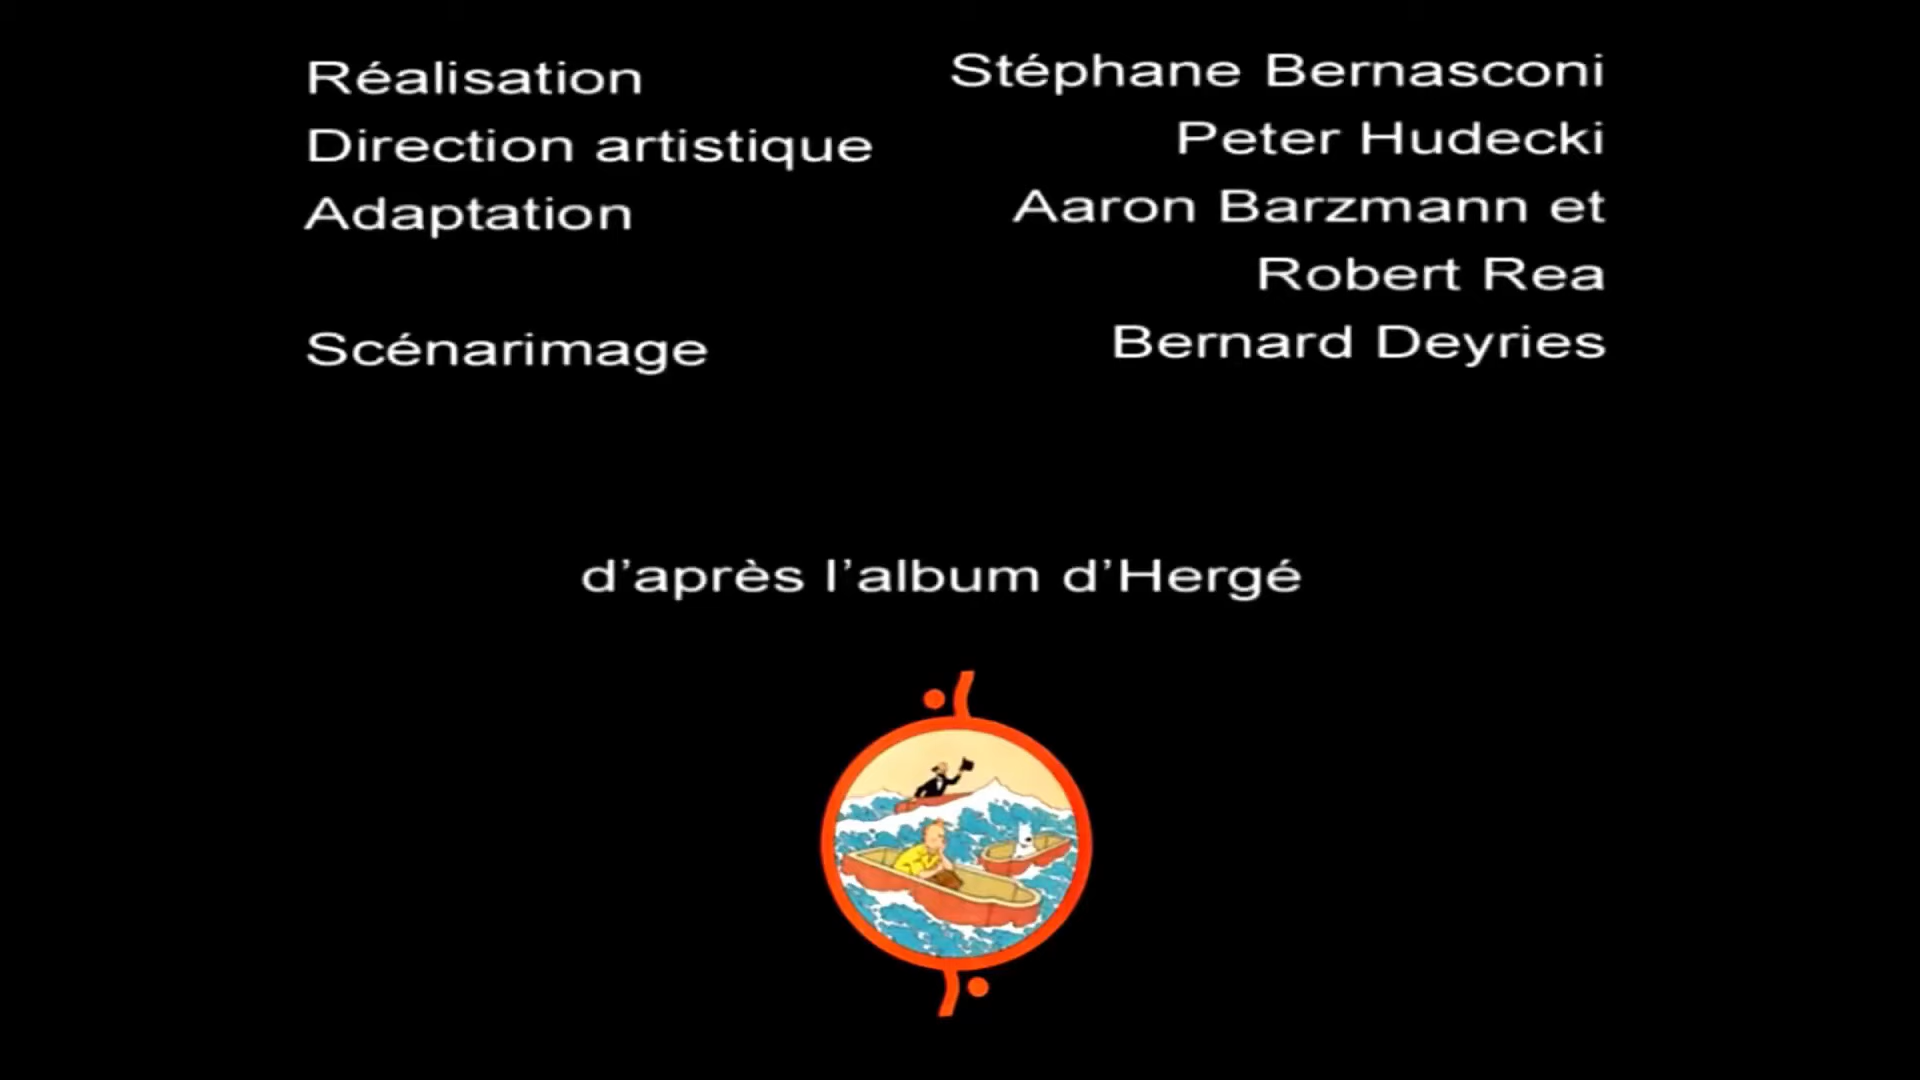 Réalisation Stéphane Bernasconi
Direction artistique Peter Hudecki
Adaptation Aaron Barzmann et
Robert Rea
Scénarimage Bernard Deyries
d’après l’album d’Hergé